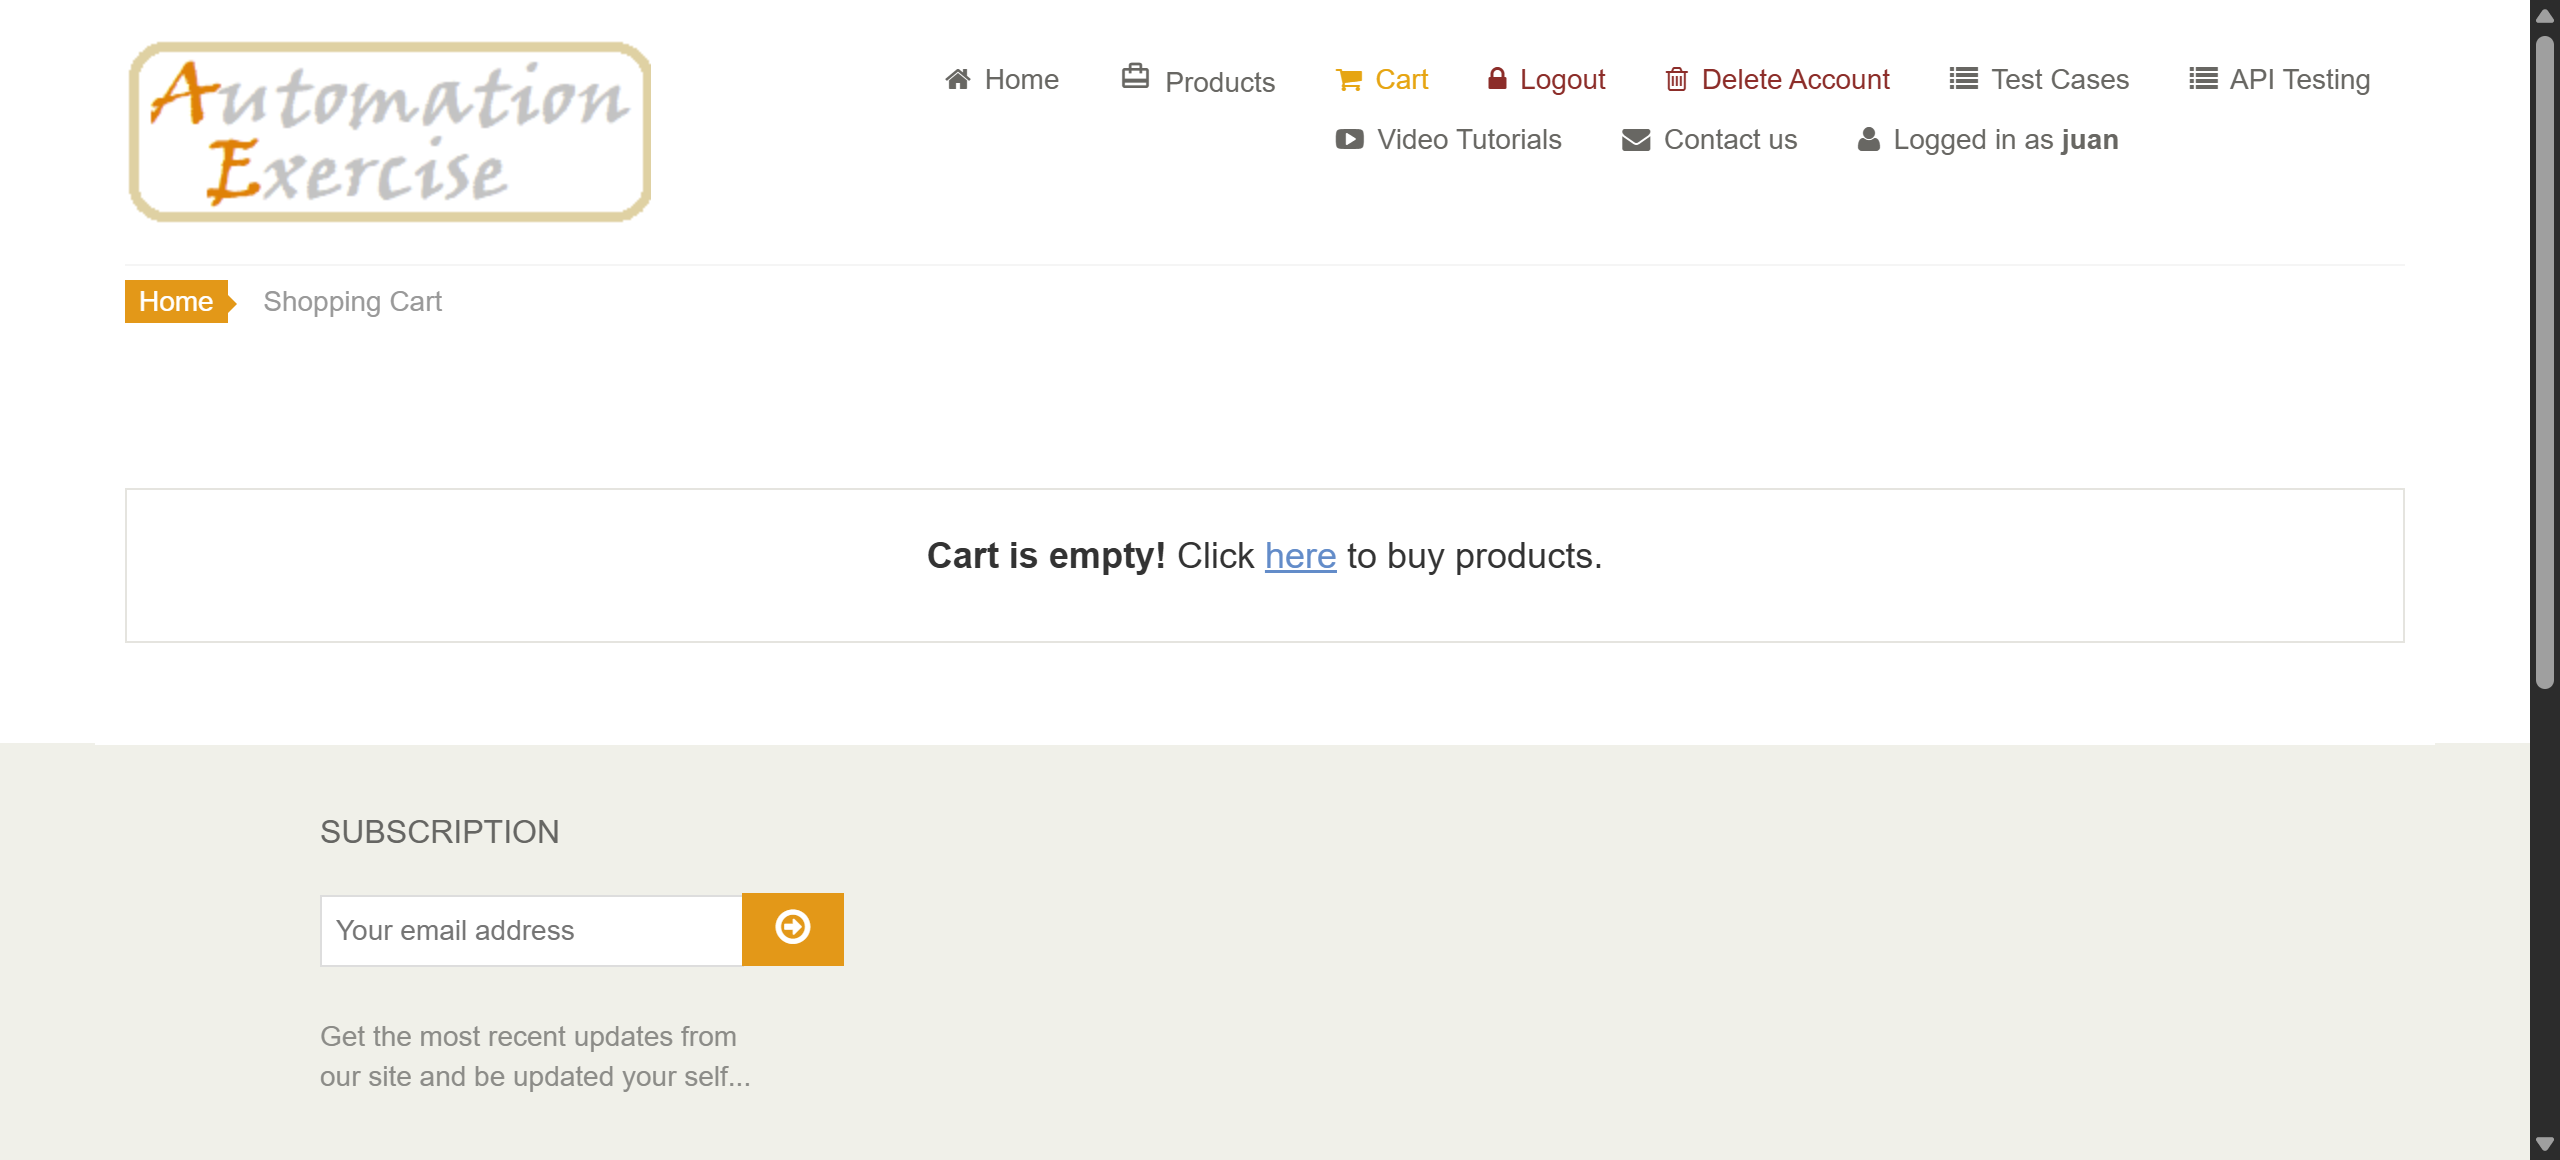 Automation
Exercise
Home Products Cart Logout Delete Account Test Cases API Testing
Video Tutorials Contact us Logged in as juan
Home Shopping Cart
Cart is empty! Click here to buy products.
SUBSCRIPTION
Your email address
Get the most recent updates from
our site and be updated your self...